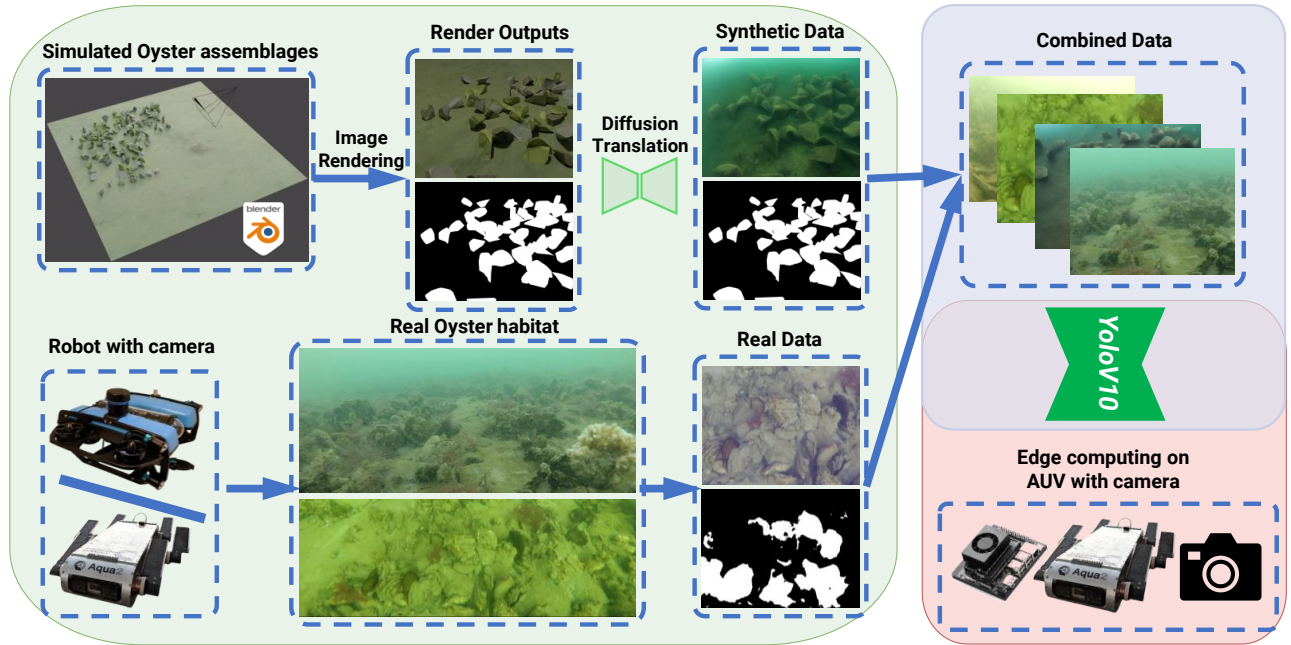 Simulated Oyster assemblages
Render Outputs
Synthetic Data
Combined Data
blender
Image
Rendering
Diffusion
Translation
Robot with camera
Real Oyster habitat
Real Data
YoloV10
Aqua2
Edge computing on
AUV with camera
Aqua2